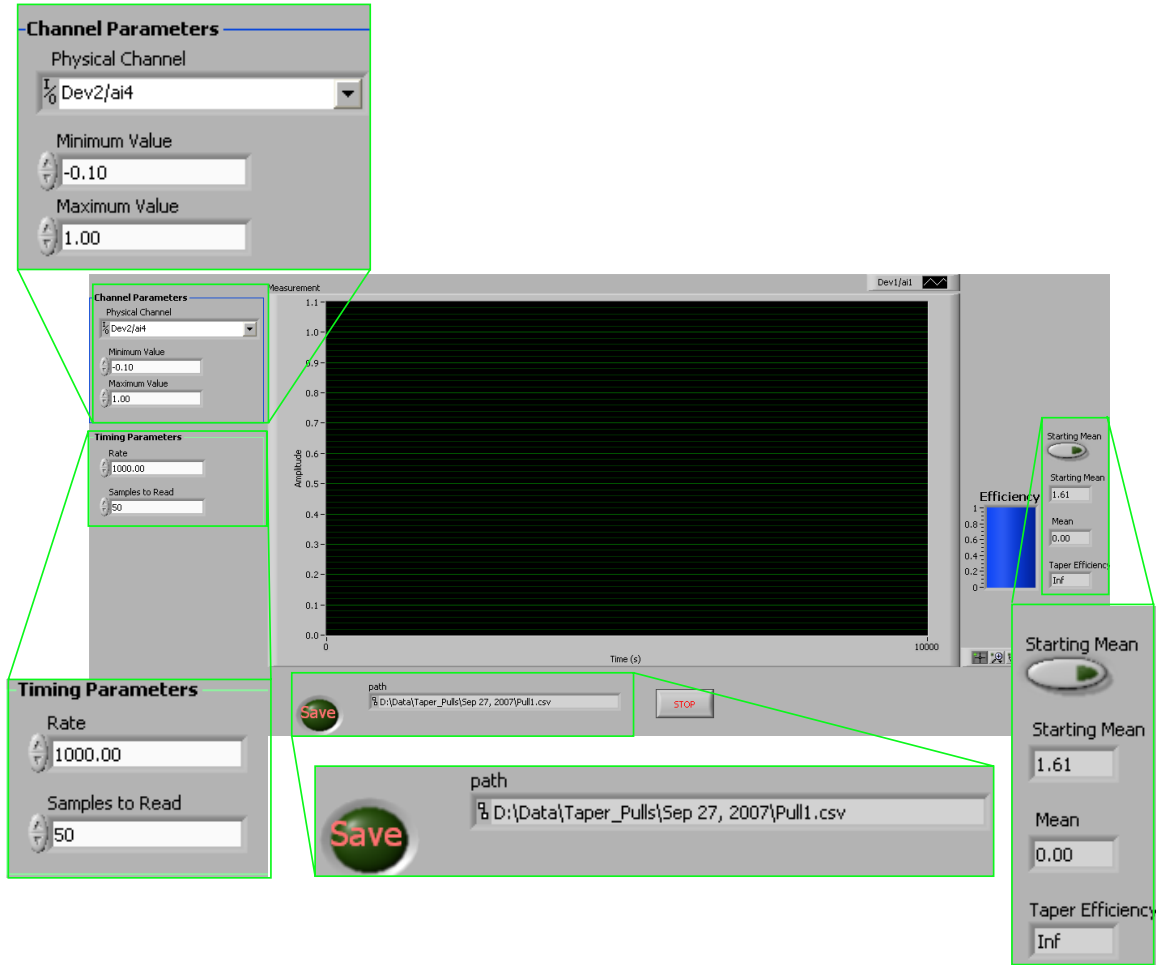 Channel Parameters
Physical Channel
I/O Dev2/ai4
Minimum Value
-0.10
Maximum Value
1.00
Measurement
Dev1/ai1
Channel Parameters
Physical Channel
I/O Dev2/ai4
Minimum Value
-0.10
Maximum Value
1.00
Timing Parameters
Rate
1000.00
Samples to Read
50
Amplitude
1.1
1.0
0.9
0.8
0.7
0.6
0.5
0.4
0.3
0.2
0.1
0.0
0
10000
Time (s)
Efficiency
1
0.8
0.6
0.4
0.2
0
Starting Mean
Starting Mean
1.61
Mean
0.00
Taper Efficiency
Inf
Save
path
D:\Data\Taper_Pulls\Sep 27, 2007\Pull1.csv
STOP
Timing Parameters
Rate
1000.00
Samples to Read
50
Save
path
D:\Data\Taper_Pulls\Sep 27, 2007\Pull1.csv
Starting Mean
Starting Mean
1.61
Mean
0.00
Taper Efficiency
Inf